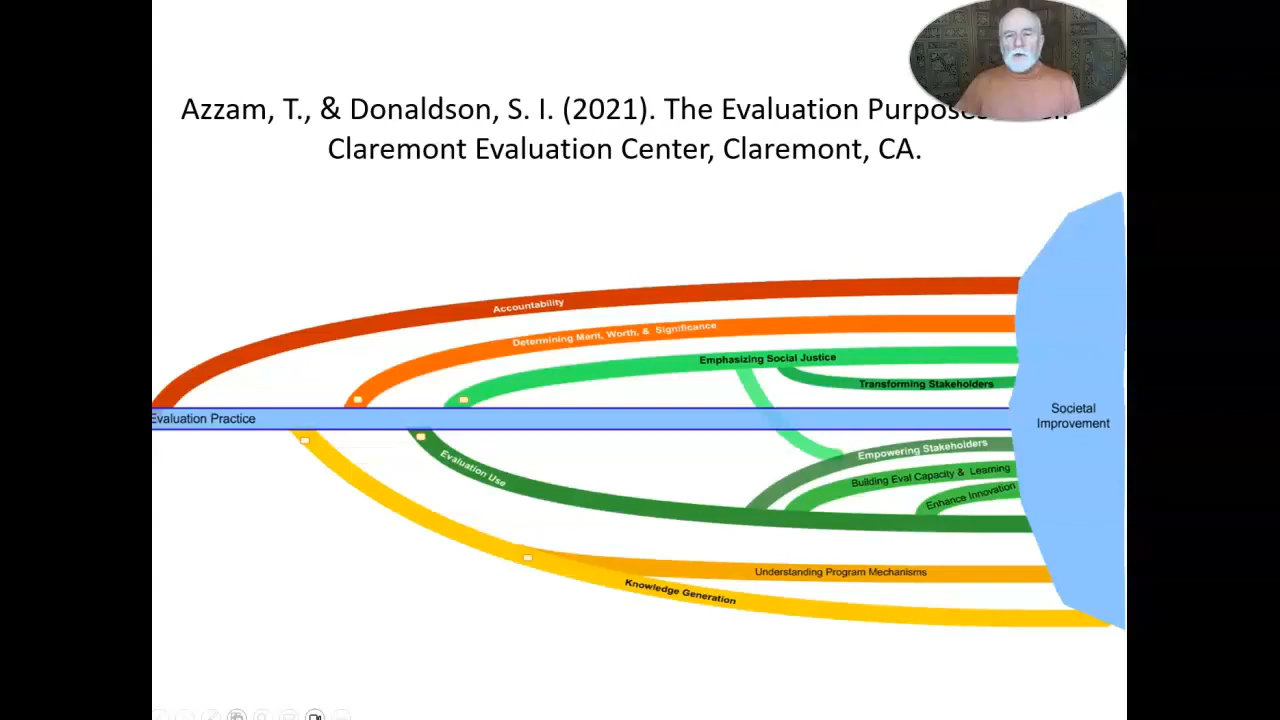 Azzam, T., & Donaldson, S. I. (2021). The Evaluation
Claremont Evaluation Center, Claremont, CA.
Accountability
Determining Merit, Worth, & Significance
Emphasizing Social Justice
Transforming Stakeholders
Evaluation Practice
Societal
Improvement
Evaluation Use
Empowering Stakeholders
Building Eval Capacity & Learning
Enhance Innovation
Understanding Program Mechanisms
Knowledge Generation